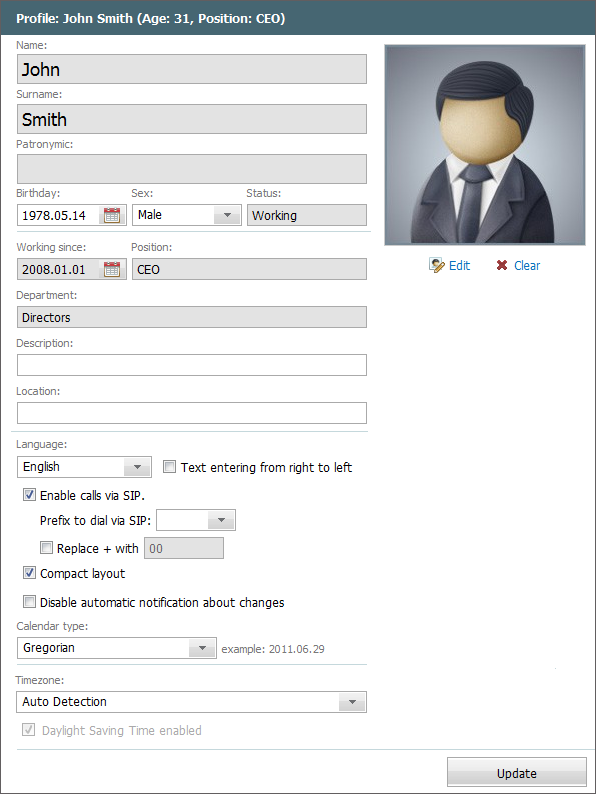 Profile: John Smith (Age: 31, Position: CEO)
Name:
John
Surname:
Smith
Patronymic:
Birthday: Sex: Status:
1978.05.14 Male Working
Edit Clear
Working since: Position:
2008.01.01 CEO
Department:
Directors
Description:
Location:
Language:
English Text entering from right to left
Enable calls via SIP.
Prefix to dial via SIP:
Replace + with 00
Compact layout
Disable automatic notification about changes
Calendar type:
Gregorian example: 2011.06.29
Timezone:
Auto Detection
Daylight Saving Time enabled
Update